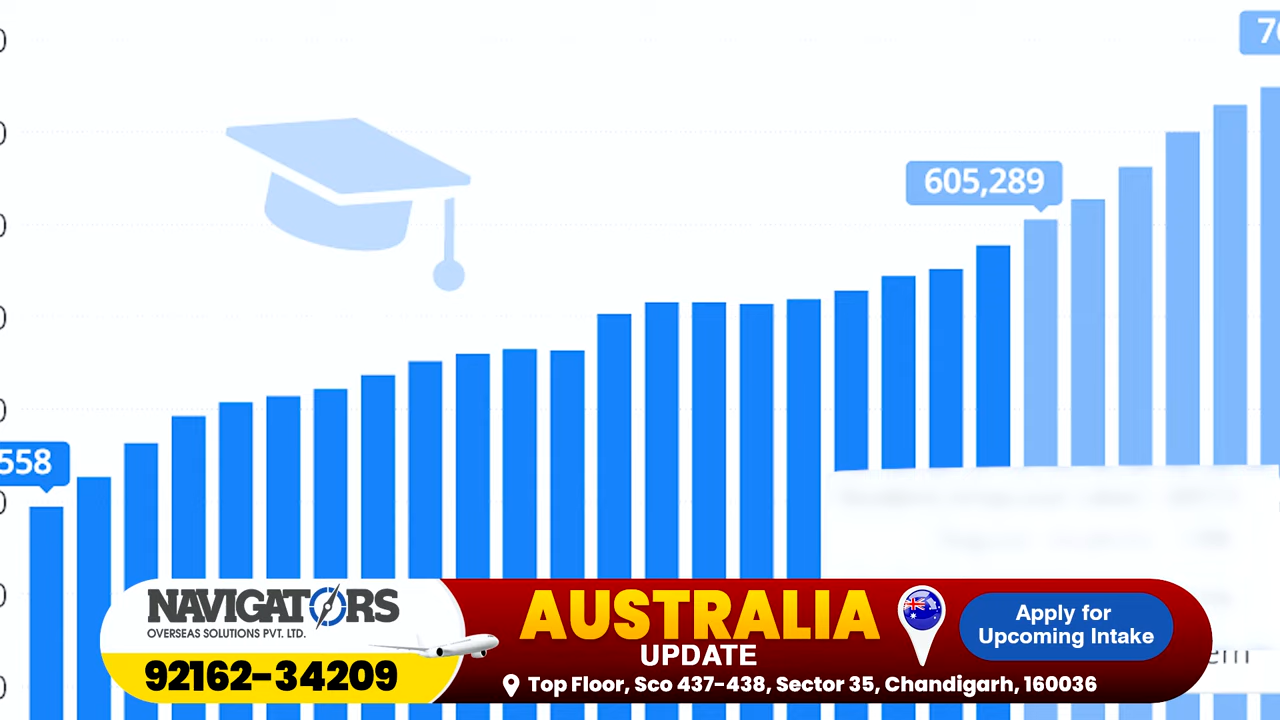 605,289
558
NAVIGATORS
OVERSEAS SOLUTIONS PVT. LTD.
92162-34209
AUSTRALIA
UPDATE
Apply for
Upcoming Intake
Top Floor, Sco 437-438, Sector 35, Chandigarh, 160036